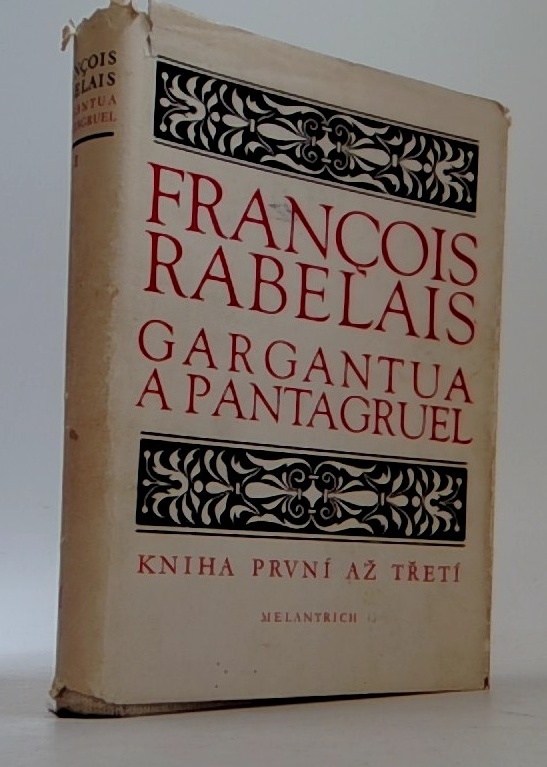 FRANÇOIS
RABELAIS
GARGANTUA
A PANTAGRUEL
KNIHA PRVNÍ AŽ TŘETÍ
MELANTRICH